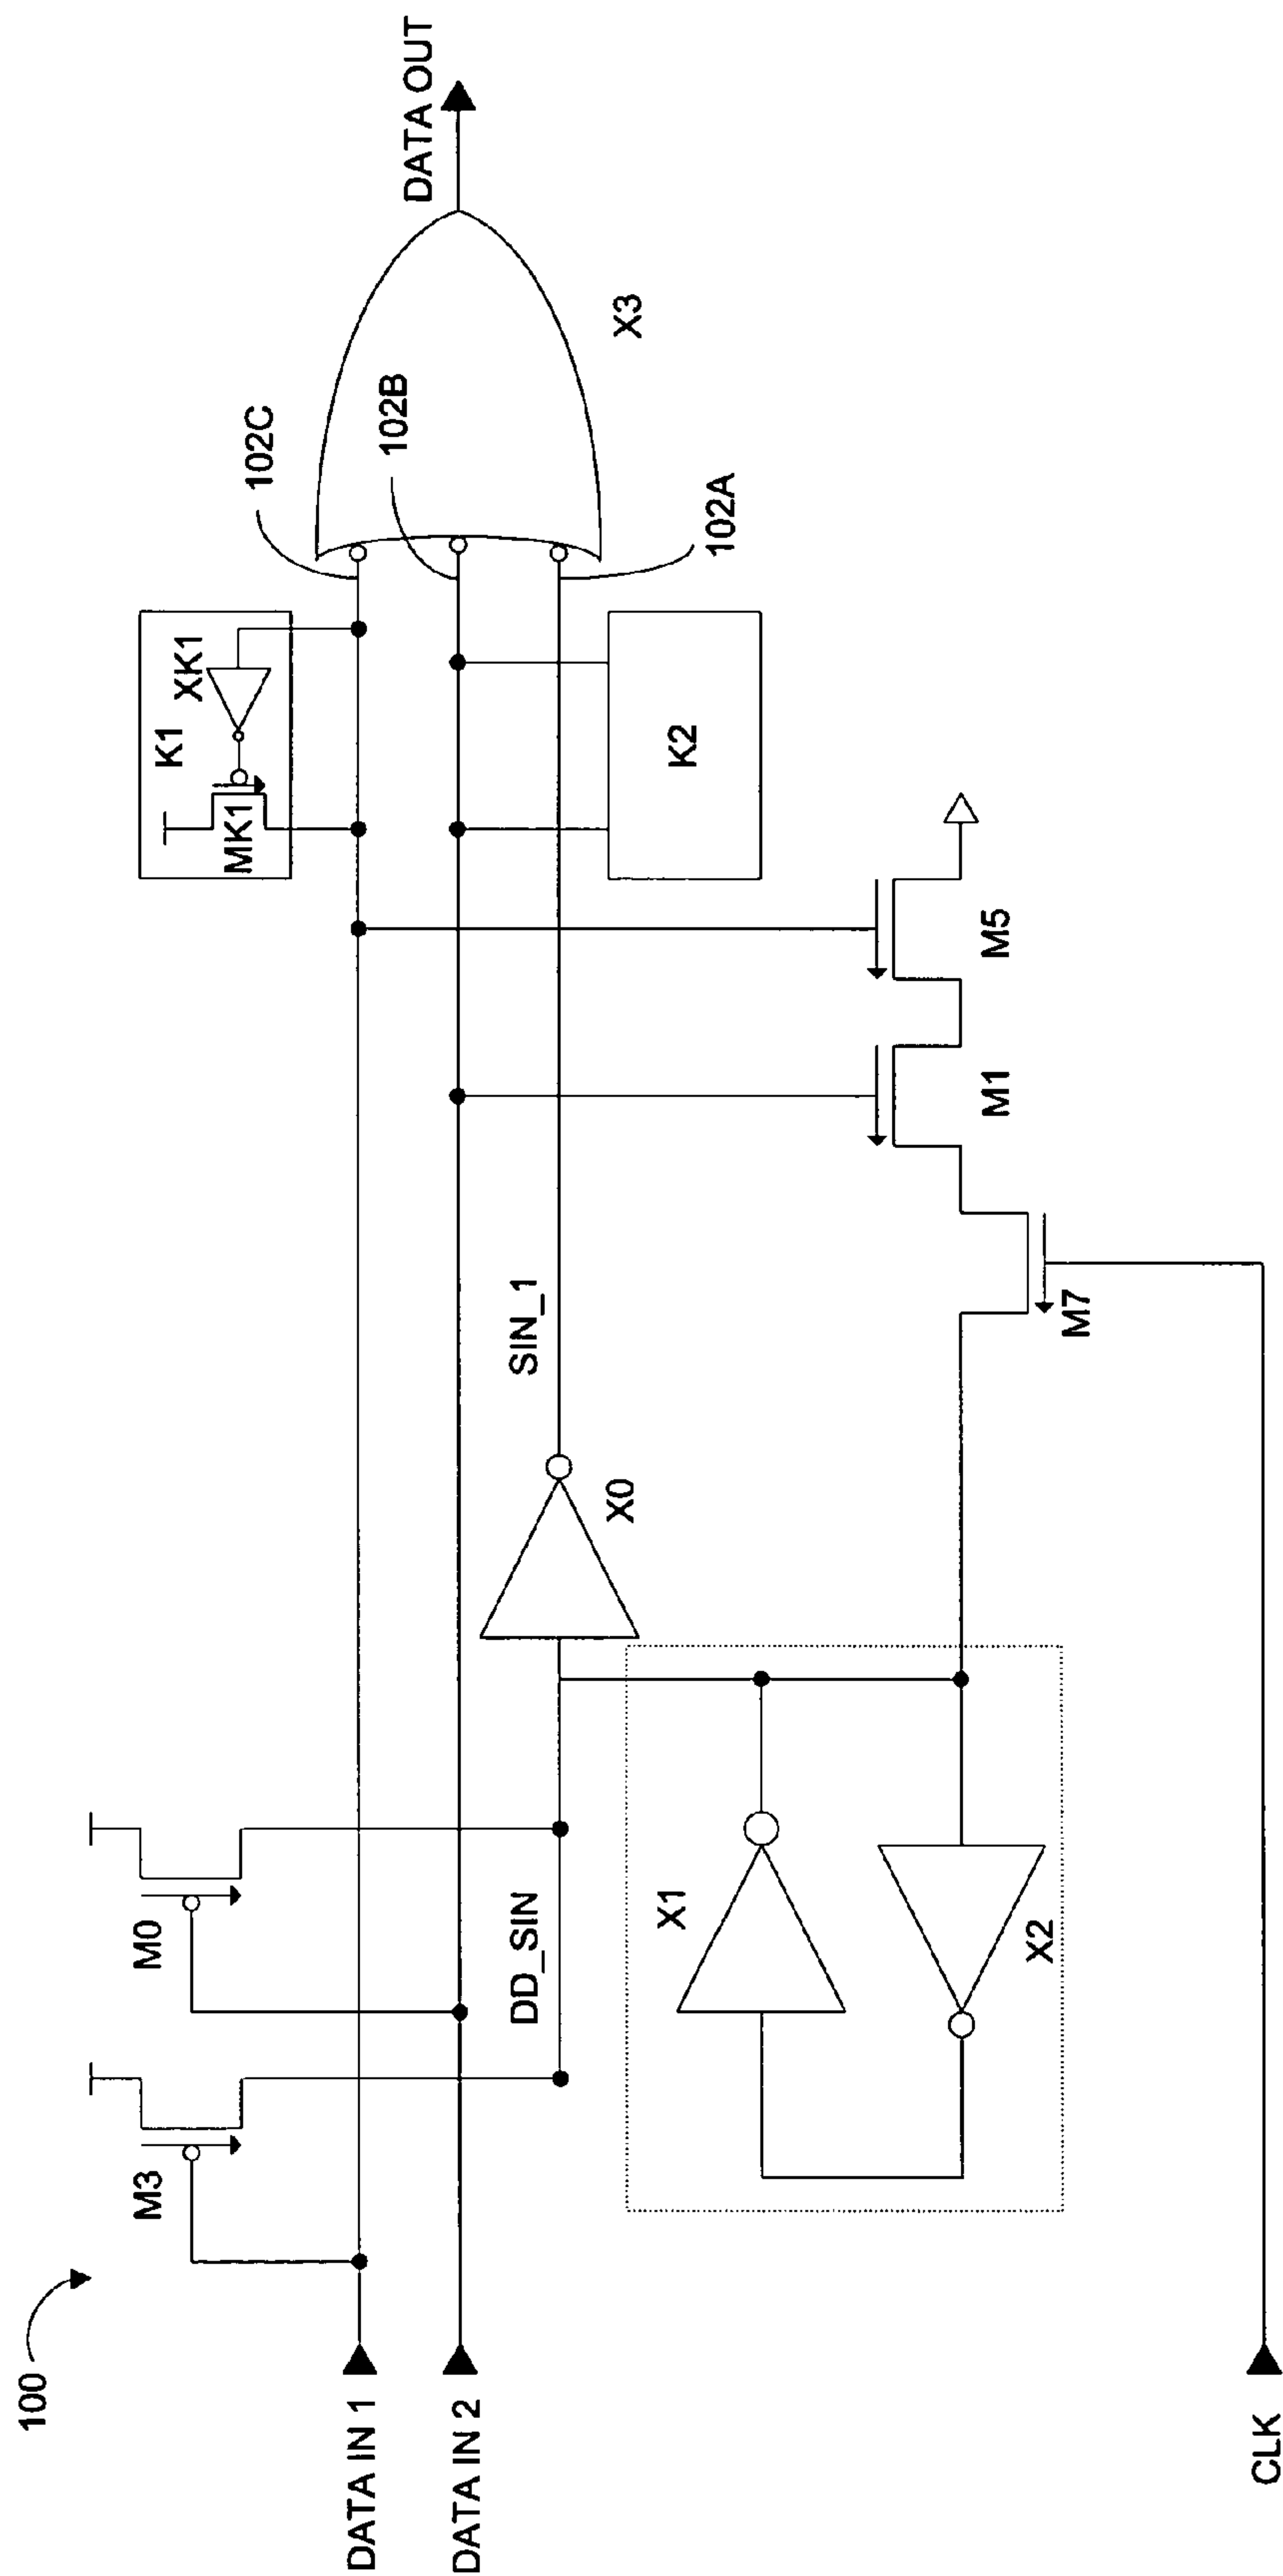 100
M3
M0
DATA IN 1
DATA IN 2
DD_SIN
X1
X2
X0
SIN_1
CLK
M7
M1
M5
K1
XK1
MK1
K2
102C
102B
102A
X3
DATA OUT